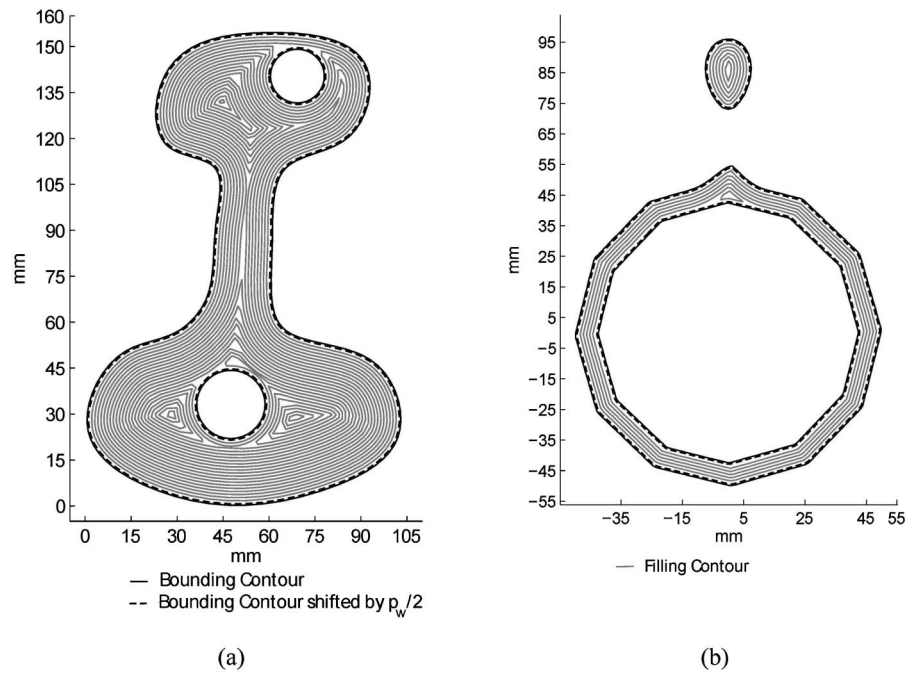 160
150
135
120
105
90
75
60
45
30
15
0
mm
0 15 30 45 60 75 90 105
mm
— Bounding Contour
-- Bounding Contour shifted by p_w/2
(a)
95
85
75
65
55
45
35
25
15
5
−5
−15
−25
−35
−45
−55
mm
−35 −15 5 25 45 55
mm
— Filling Contour
(b)